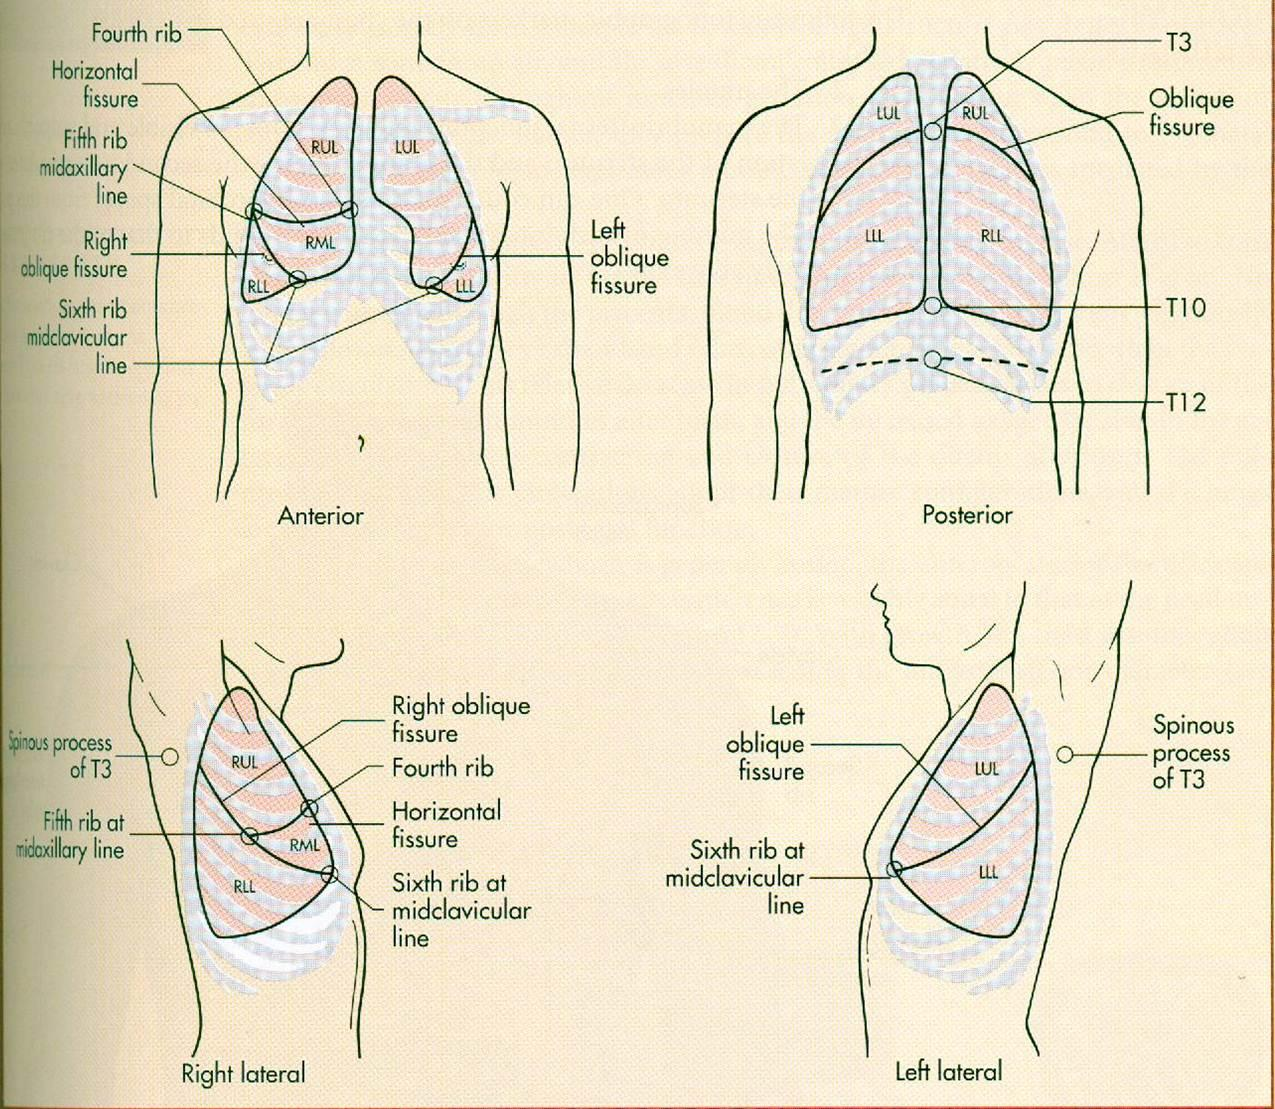 Fourth rib
Horizontal
fissure
Fifth rib
midaxillary
line
Right
oblique fissure
Sixth rib
midclavicular
line
RUL
LUL
RML
RLL
LLL
Left
oblique
fissure
Anterior
T3
Oblique
fissure
LUL
RUL
LLL
RLL
T10
T12
Posterior
Spinous process
of T3
Fifth rib at
midaxillary line
RUL
RML
RLL
Right oblique
fissure
Fourth rib
Horizontal
fissure
Sixth rib at
midclavicular
line
Right lateral
Left
oblique
fissure
Sixth rib at
midclavicular
line
LUL
LLL
Spinous
process
of T3
Left lateral